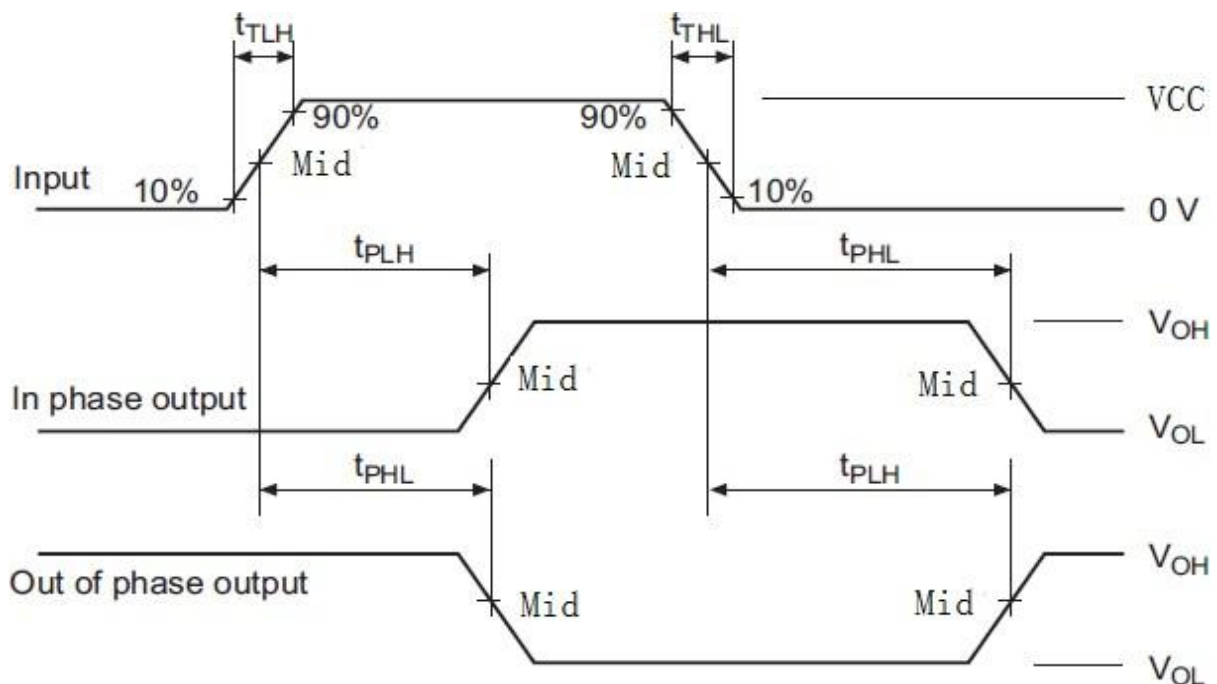 tTLH
tTHL
90%
90%
VCC
Mid
Mid
Input
10%
10%
0 V
tPLH
tPHL
VOH
Mid
Mid
In phase output
VOL
tPHL
tPLH
VOH
Out of phase output
Mid
Mid
VOL